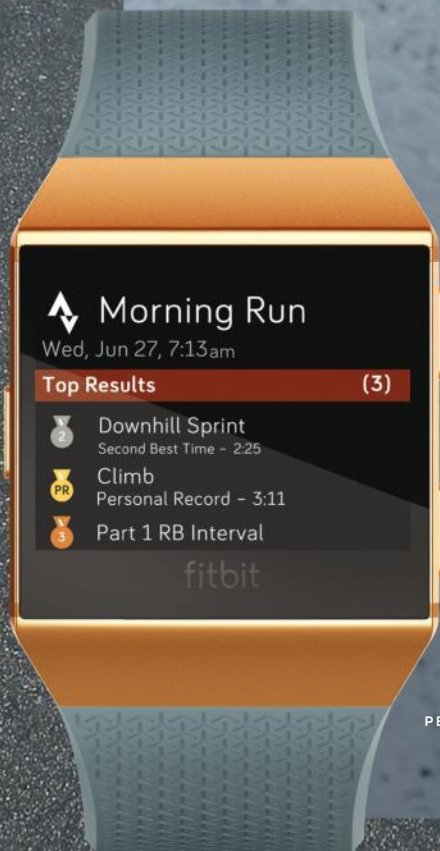 Morning Run
Wed, Jun 27, 7:13am
Top Results (3)
2
Downhill Sprint
Second Best Time - 2:25
PR
Climb
Personal Record - 3:11
3
Part 1 RB Interval
fitbit
PE